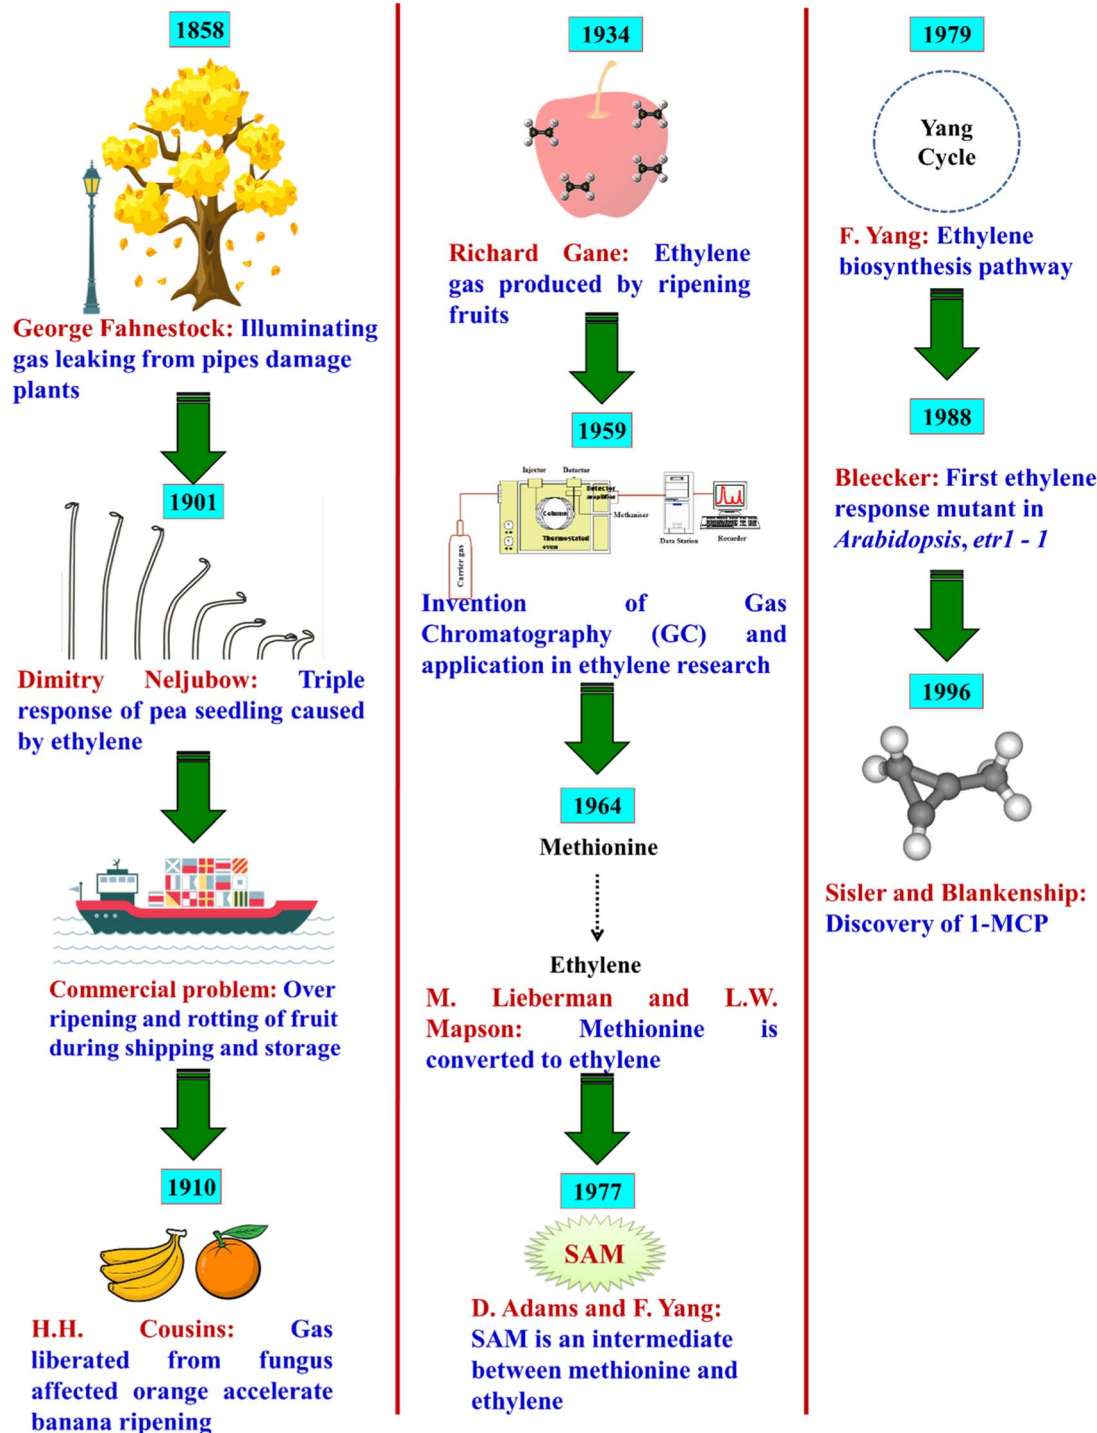 1858
George Fahnestock: Illuminating
gas leaking from pipes damage
plants
1901
Dimitry Neljubow: Triple
response of pea seedling caused
by ethylene
Commercial problem: Over
ripening and rotting of fruit
during shipping and storage
1910
H.H. Cousins: Gas
liberated from fungus
affected orange accelerate
banana ripening
1934
Richard Gane: Ethylene
gas produced by ripening
fruits
1959
Injector
Detector
Detector
amplifier
Column
Methaniser
Thermostated
oven
Carrier gas
Data Station
Recorder
Invention of Gas
Chromatography (GC) and
application in ethylene research
1964
Methionine
Ethylene
M. Lieberman and L.W.
Mapson: Methionine is
converted to ethylene
1977
SAM
D. Adams and F. Yang:
SAM is an intermediate
between methionine and
ethylene
1979
Yang
Cycle
F. Yang: Ethylene
biosynthesis pathway
1988
Bleecker: First ethylene
response mutant in
Arabidopsis, etr1 - 1
1996
Sisler and Blankenship:
Discovery of 1-MCP